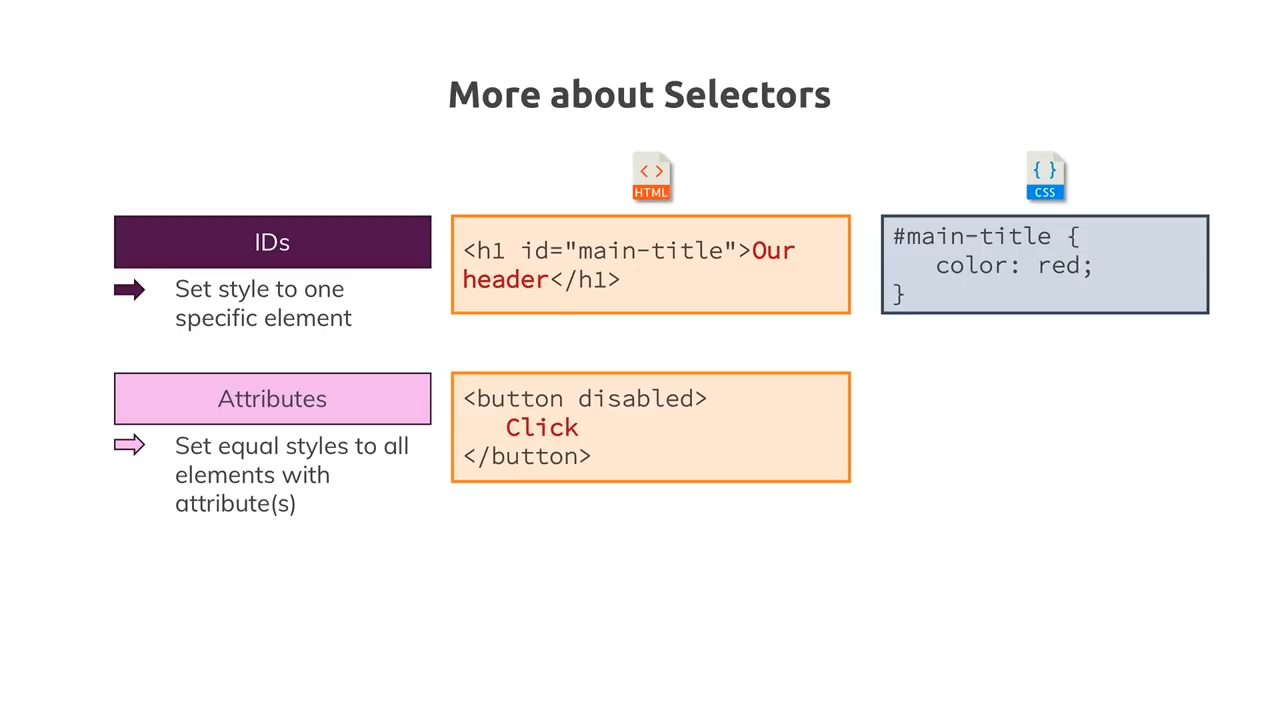 More about Selectors
< >
HTML
{ }
CSS
IDs
Set style to one
specific element
<h1 id="main-title">Our
header</h1>
#main-title {
color: red;
}
Attributes
Set equal styles to all
elements with
attribute(s)
<button disabled>
Click
</button>